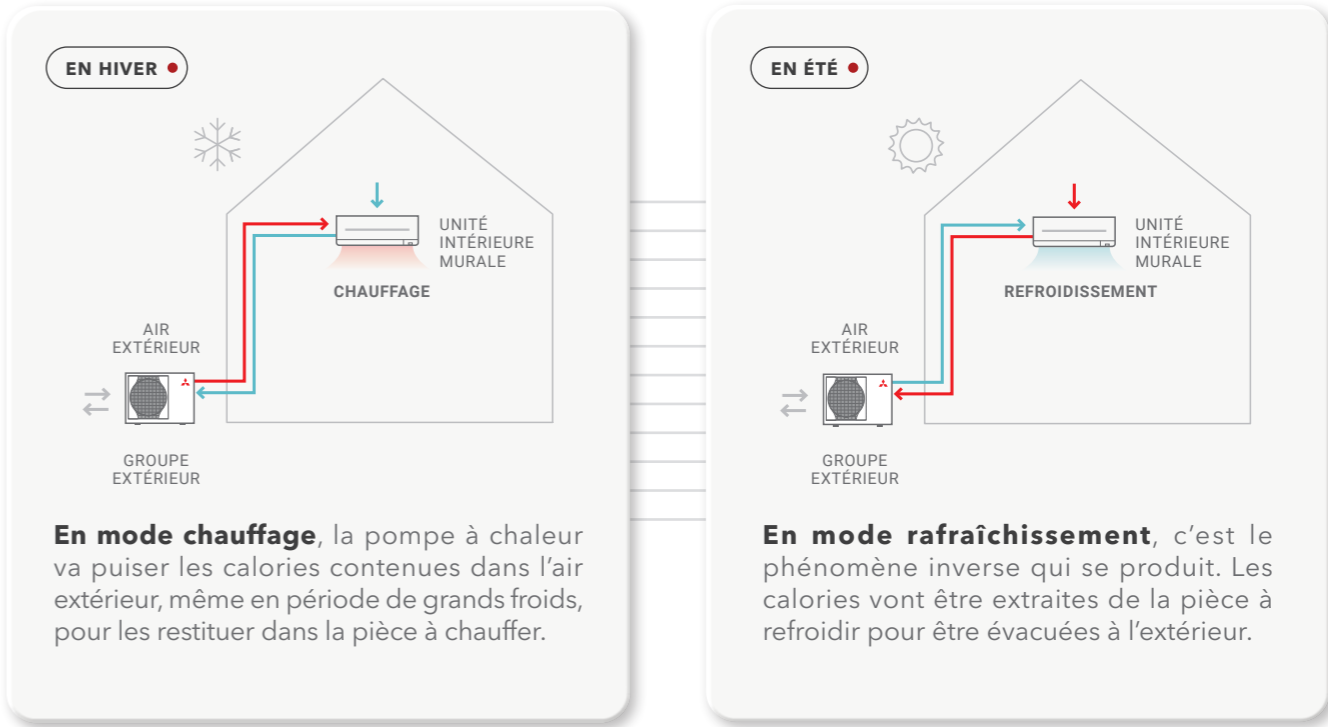 EN HIVER
UNITÉ
INTÉRIEURE
MURALE
CHAUFFAGE
AIR
EXTÉRIEUR
GROUPE
EXTÉRIEUR
En mode chauffage, la pompe à chaleur
va puiser les calories contenues dans l’air
extérieur, même en période de grands froids,
pour les restituer dans la pièce à chauffer.
EN ÉTÉ
UNITÉ
INTÉRIEURE
MURALE
REFROIDISSEMENT
AIR
EXTÉRIEUR
GROUPE
EXTÉRIEUR
En mode rafraîchissement, c’est le
phénomène inverse qui se produit. Les
calories vont être extraites de la pièce à
refroidir pour être évacuées à l’extérieur.